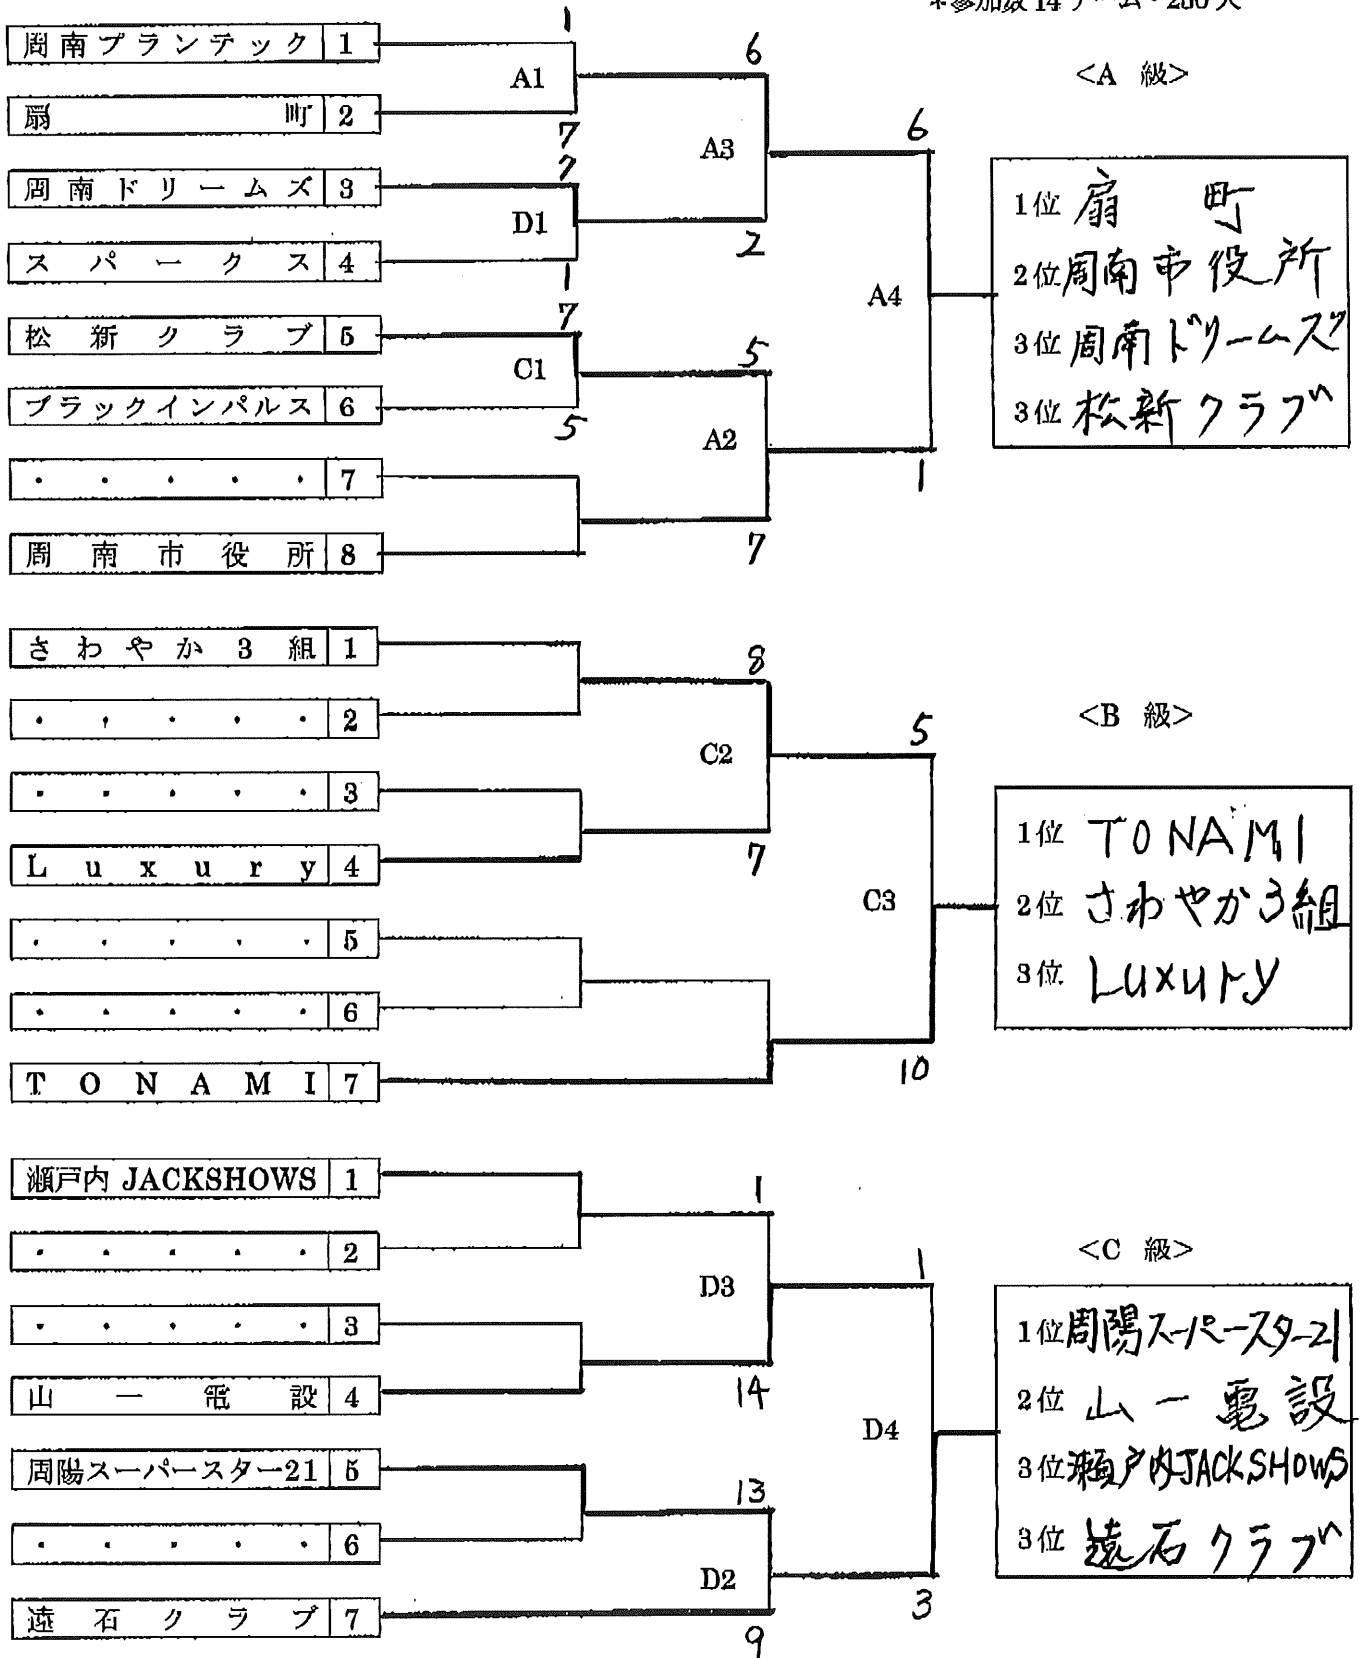 *参加数 14 チーム・250 人
1
周南プランテック 1
6
<A 級>
A1
扇 町 2
7
6
A3
7
周南ドリームズ 3
1位 扇 町
D1
2
スパークス 4
1
2位 周南市役所
A4
7
松新クラブ 5
5
3位 周南ドリームズ
C1
ブラックインパルス 6
5
3位 松新クラブ
A2
1
・ ・ ・ ・ ・ 7
7
周南市役所 8
さわやか3組 1
8
・ ・ ・ ・ ・ 2
5
<B 級>
C2
・ ・ ・ ・ ・ 3
1位 TONAMI
Luxury 4
7
C3
2位 さわやか3組
・ ・ ・ ・ ・ 5
3位 Luxury
・ ・ ・ ・ ・ 6
TONAMI 7
10
瀬戸内 JACKSHOWS 1
1
・ ・ ・ ・ ・ 2
1
<C 級>
D3
・ ・ ・ ・ ・ 3
1位 周陽スーパースター21
山一電設 4
14
2位 山一電設
D4
周陽スーパースター21 5
13
3位 瀬戸内JACKSHOWS
・ ・ ・ ・ ・ 6
3位 遠石クラブ
D2
3
遠石クラブ 7
9